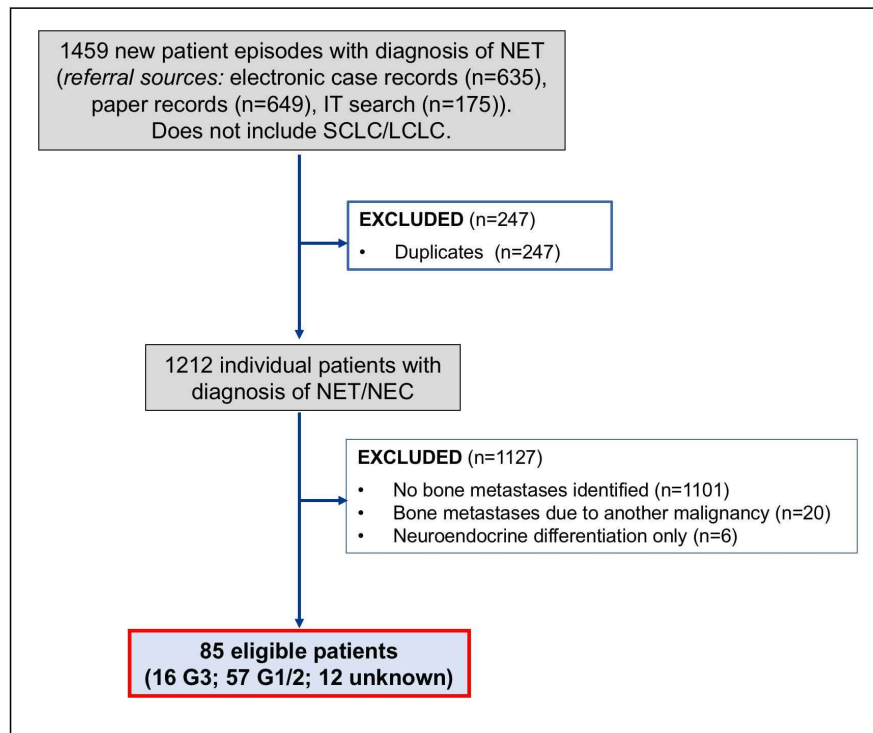 1459 new patient episodes with diagnosis of NET
(referral sources: electronic case records (n=635),
paper records (n=649), IT search (n=175)).
Does not include SCLC/LCLC.
EXCLUDED (n=247)
• Duplicates (n=247)
1212 individual patients with
diagnosis of NET/NEC
EXCLUDED (n=1127)
• No bone metastases identified (n=1101)
• Bone metastases due to another malignancy (n=20)
• Neuroendocrine differentiation only (n=6)
85 eligible patients
(16 G3; 57 G1/2; 12 unknown)